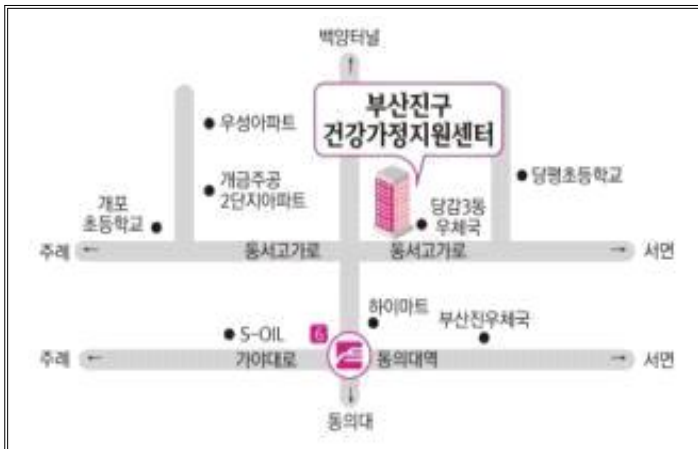 백양터널
↑
부산진구
건강가정지원센터
● 우성아파트
● 개금주공
2단지아파트
● 당평초등학교
개포
초등학교 ●
● 당감3동
우체국
주례 ←
동서고가로
동서고가로
→ 서면
하이마트
부산진우체국
● S-OIL
6
주례 ←
가야대로
동의대역
→ 서면
↓
동의대